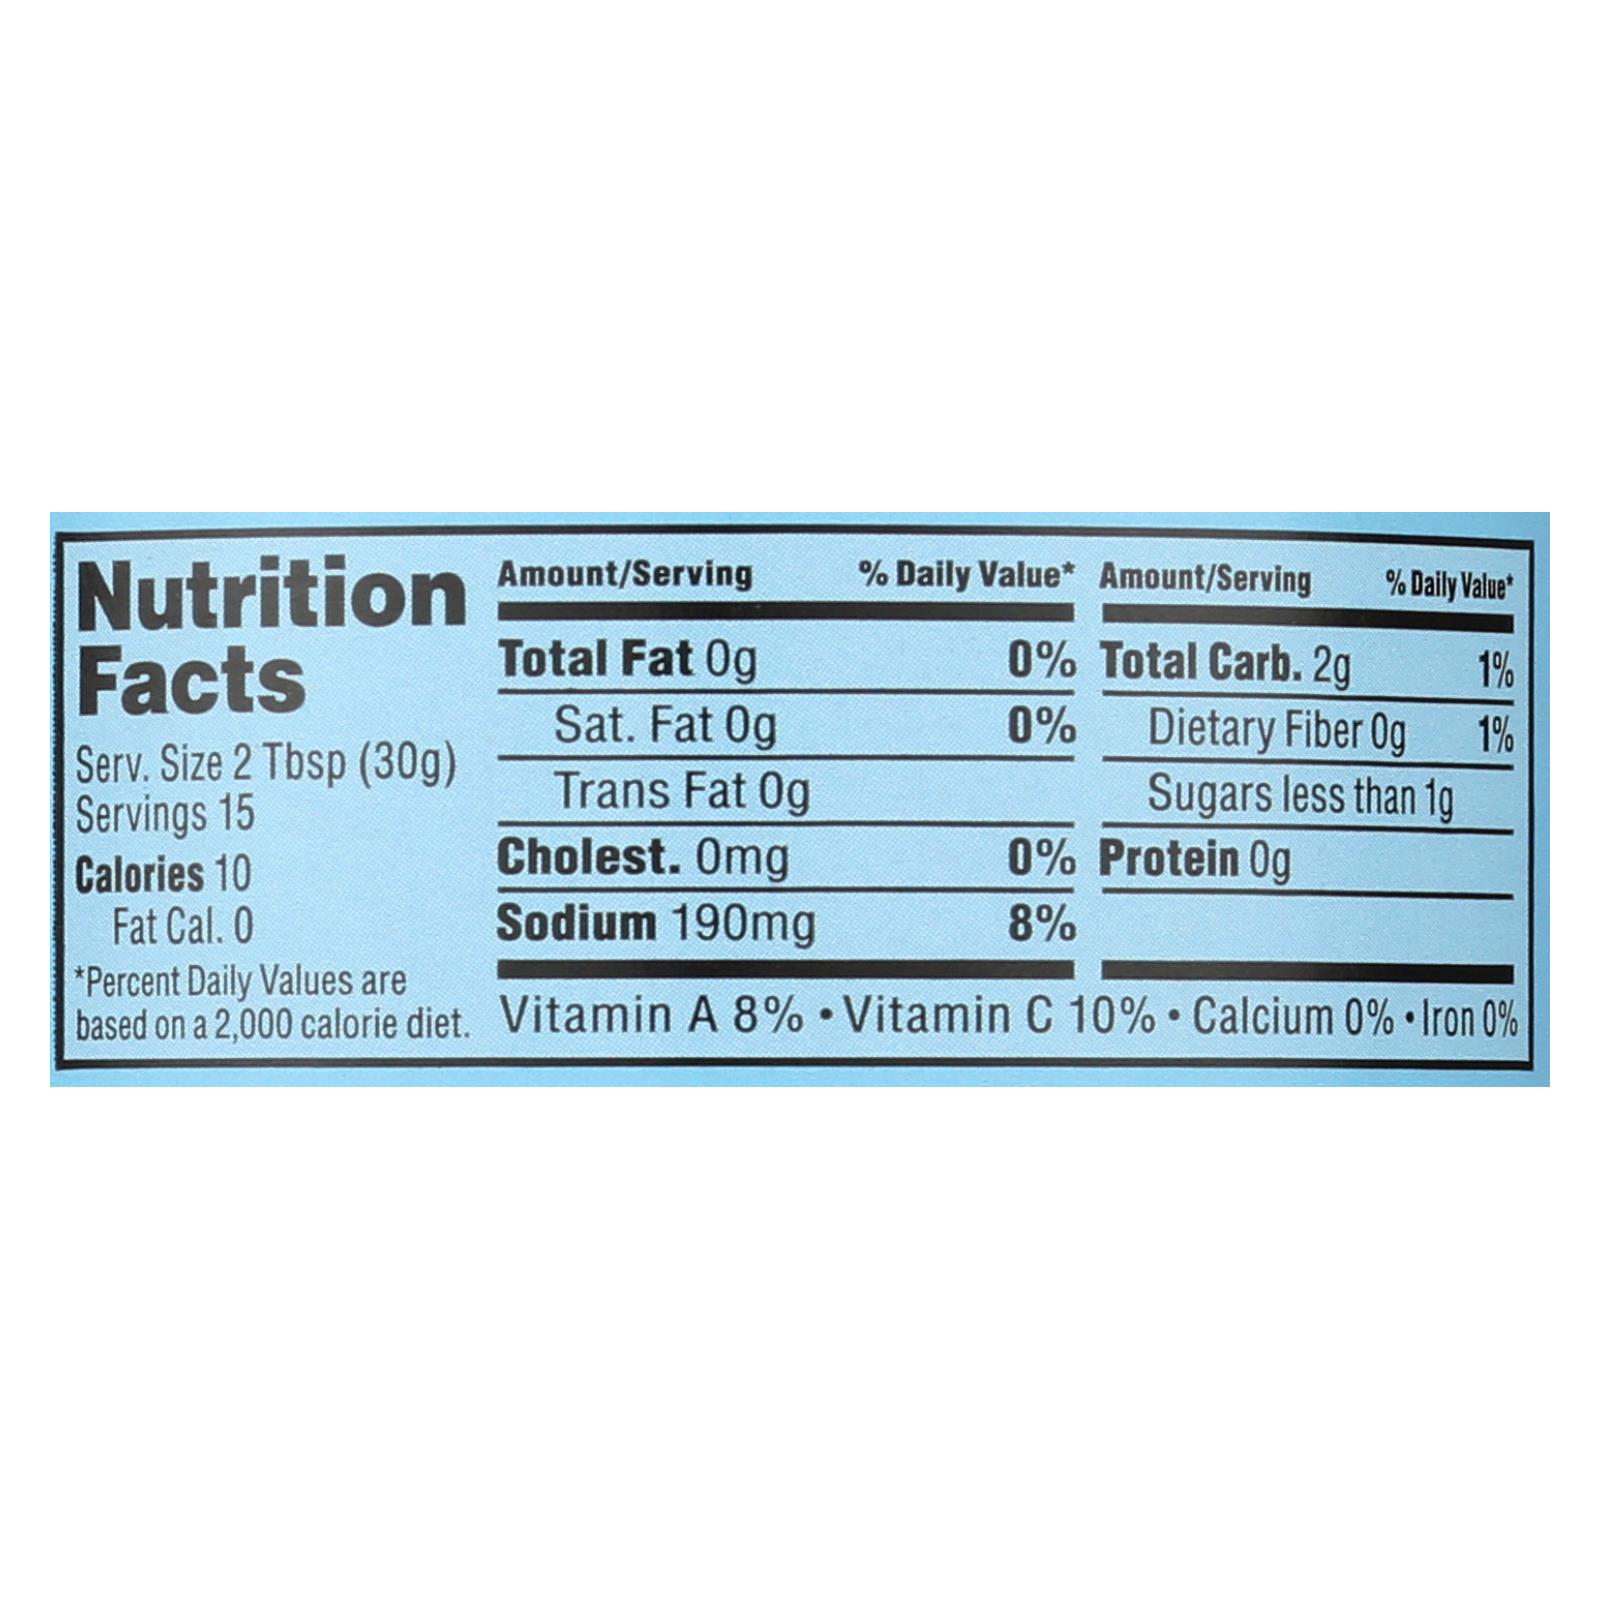 Nutrition
Facts
Serv. Size 2 Tbsp (30g)
Servings 15
Calories 10
Fat Cal. 0
*Percent Daily Values are
based on a 2,000 calorie diet.
Amount/Serving % Daily Value*
Total Fat 0g 0%
Sat. Fat 0g 0%
Trans Fat 0g
Cholest. 0mg 0%
Sodium 190mg 8%
Amount/Serving % Daily Value*
Total Carb. 2g 1%
Dietary Fiber 0g 1%
Sugars less than 1g
Protein 0g
Vitamin A 8% • Vitamin C 10% • Calcium 0% • Iron 0%